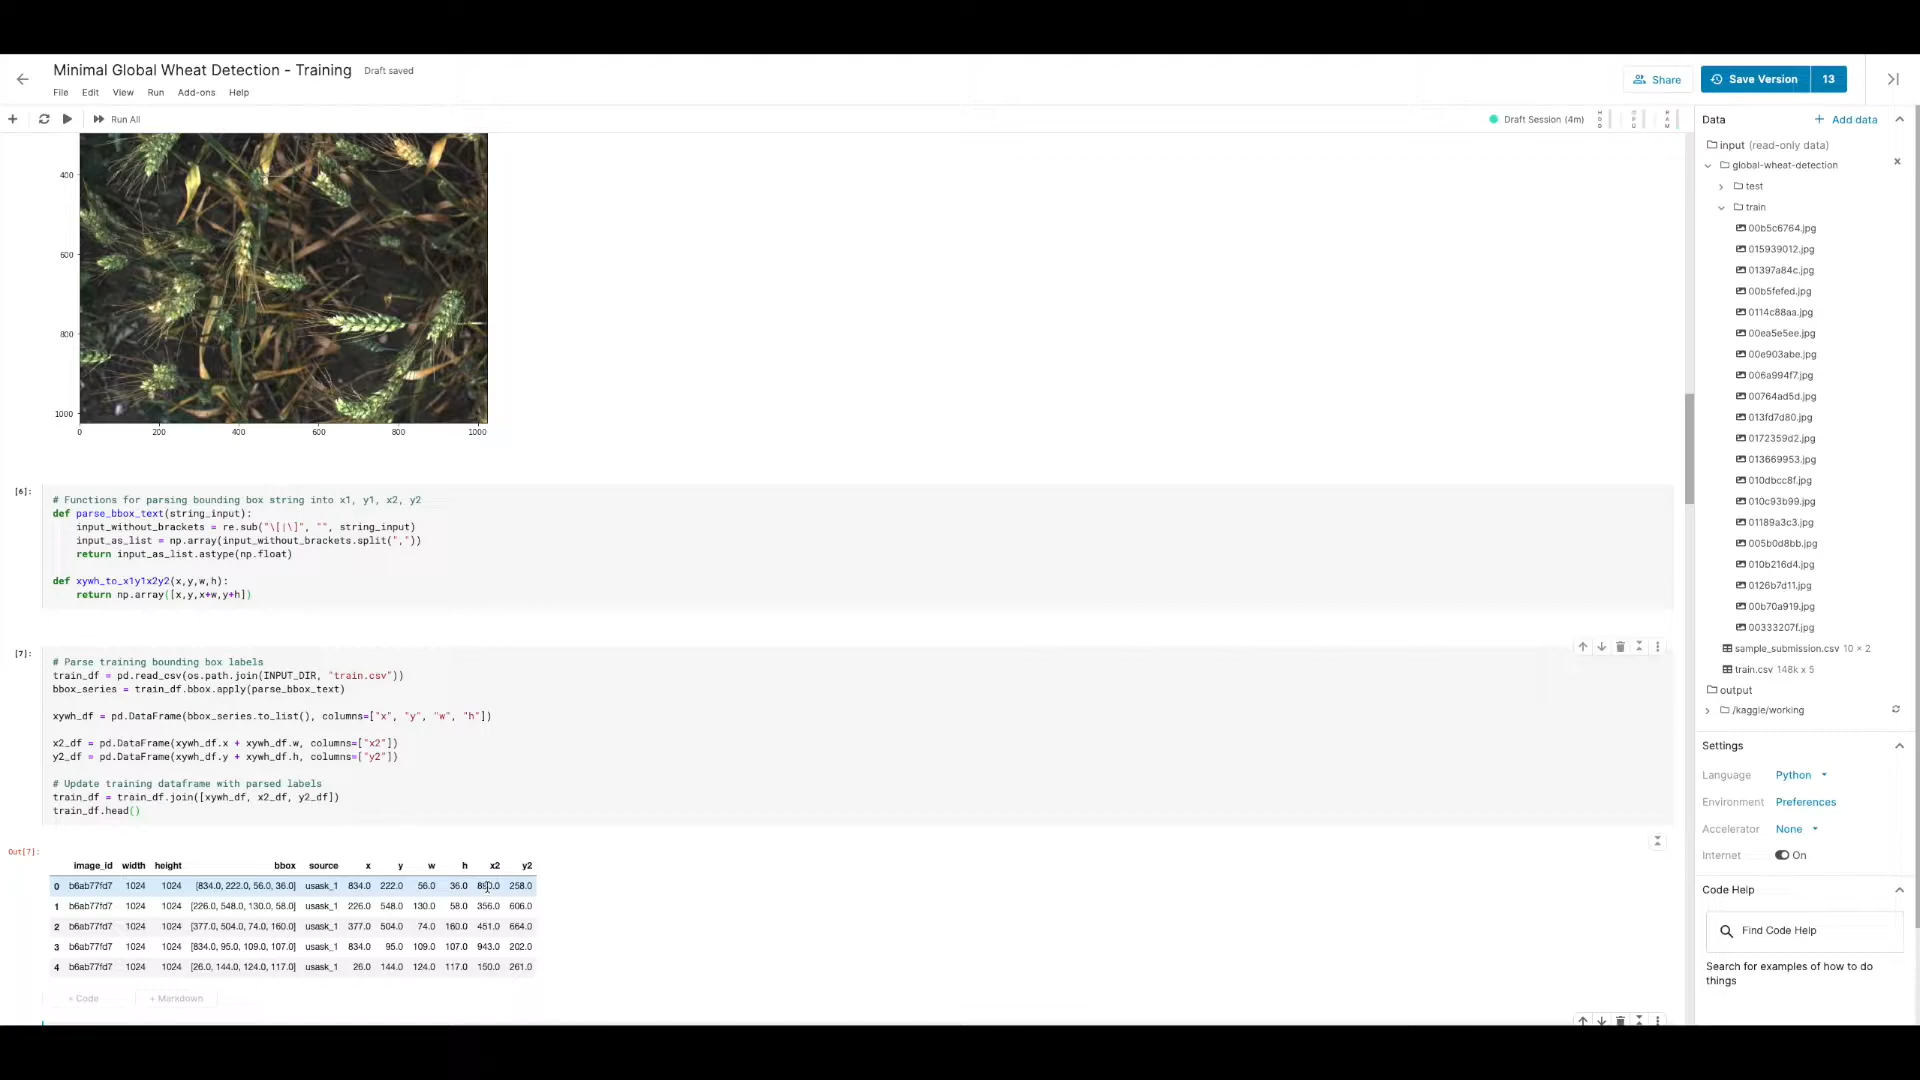 Minimal Global Wheat Detection - Training Draft saved
File Edit View Run Add-ons Help
Share
Save Version 13
Run All
Draft Session (4m)
400
600
800
1000
0 200 400 600 800 1000
[6]:
# Functions for parsing bounding box string into x1, y1, x2, y2
def parse_bbox_text(string_input):
input_without_brackets = re.sub("\[|\]", "", string_input)
input_as_list = np.array(input_without_brackets.split(","))
return input_as_list.astype(np.float)
def xywh_to_x1y1x2y2(x,y,w,h):
return np.array([x,y,x+w,y+h])
[7]:
# Parse training bounding box labels
train_df = pd.read_csv(os.path.join(INPUT_DIR, "train.csv"))
bbox_series = train_df.bbox.apply(parse_bbox_text)
xywh_df = pd.DataFrame(bbox_series.to_list(), columns=["x", "y", "w", "h"])
x2_df = pd.DataFrame(xywh_df.x + xywh_df.w, columns=["x2"])
y2_df = pd.DataFrame(xywh_df.y + xywh_df.h, columns=["y2"])
# Update training dataframe with parsed labels
train_df = train_df.join([xywh_df, x2_df, y2_df])
train_df.head()
Out[7]:
image_id width height bbox source x y w h x2 y2
0 b6ab77fd7 1024 1024 [834.0, 222.0, 56.0, 36.0] usask_1 834.0 222.0 56.0 36.0 890.0 258.0
1 b6ab77fd7 1024 1024 [226.0, 548.0, 130.0, 58.0] usask_1 226.0 548.0 130.0 58.0 356.0 606.0
2 b6ab77fd7 1024 1024 [377.0, 504.0, 74.0, 160.0] usask_1 377.0 504.0 74.0 160.0 451.0 664.0
3 b6ab77fd7 1024 1024 [834.0, 95.0, 109.0, 107.0] usask_1 834.0 95.0 109.0 107.0 943.0 202.0
4 b6ab77fd7 1024 1024 [26.0, 144.0, 124.0, 117.0] usask_1 26.0 144.0 124.0 117.0 150.0 261.0
+ Code + Markdown
Data + Add data
input (read-only data)
global-wheat-detection
test
train
00b5c6764.jpg
015939012.jpg
01397a84c.jpg
00b5fefed.jpg
0114c88aa.jpg
00ea5e5ee.jpg
00e903abe.jpg
006a994f7.jpg
00764ad5d.jpg
013fd7d80.jpg
0172359d2.jpg
013669953.jpg
010dbcc8f.jpg
010c93b99.jpg
01189a3c3.jpg
005b0d8bb.jpg
010b216d4.jpg
0126b7d11.jpg
00b70a919.jpg
00333207f.jpg
sample_submission.csv 10 × 2
train.csv 148k x 5
output
/kaggle/working
Settings
Language Python
Environment Preferences
Accelerator None
Internet On
Code Help
Find Code Help
Search for examples of how to do
things